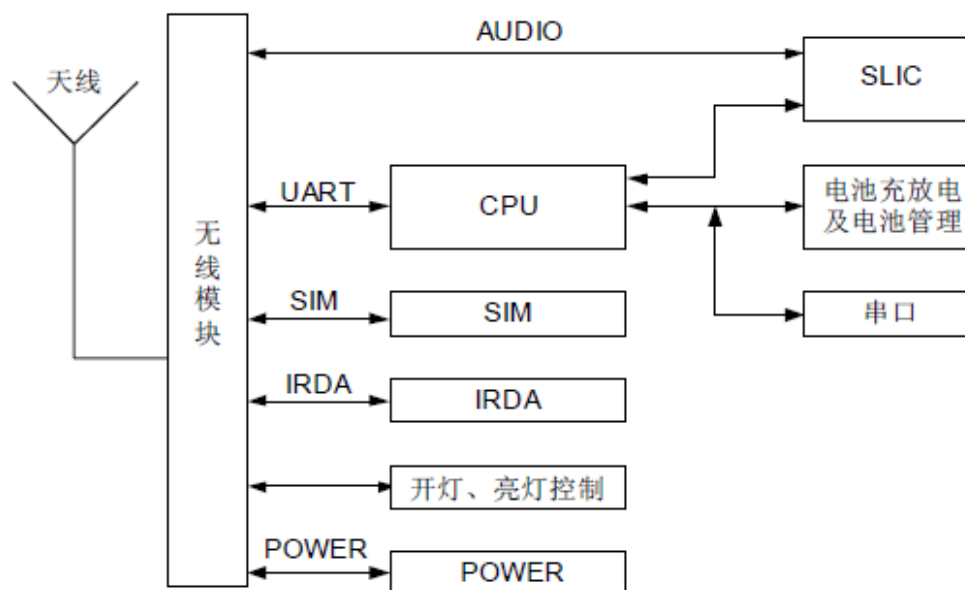 AUDIO
天线
SLIC
UART
CPU
电池充放电
及电池管理
无
线
模
块
SIM
SIM
串口
IRDA
IRDA
开灯、亮灯控制
POWER
POWER